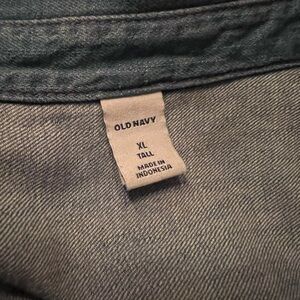 OLD NAVY
XL
TALL
MADE IN
INDONESIA